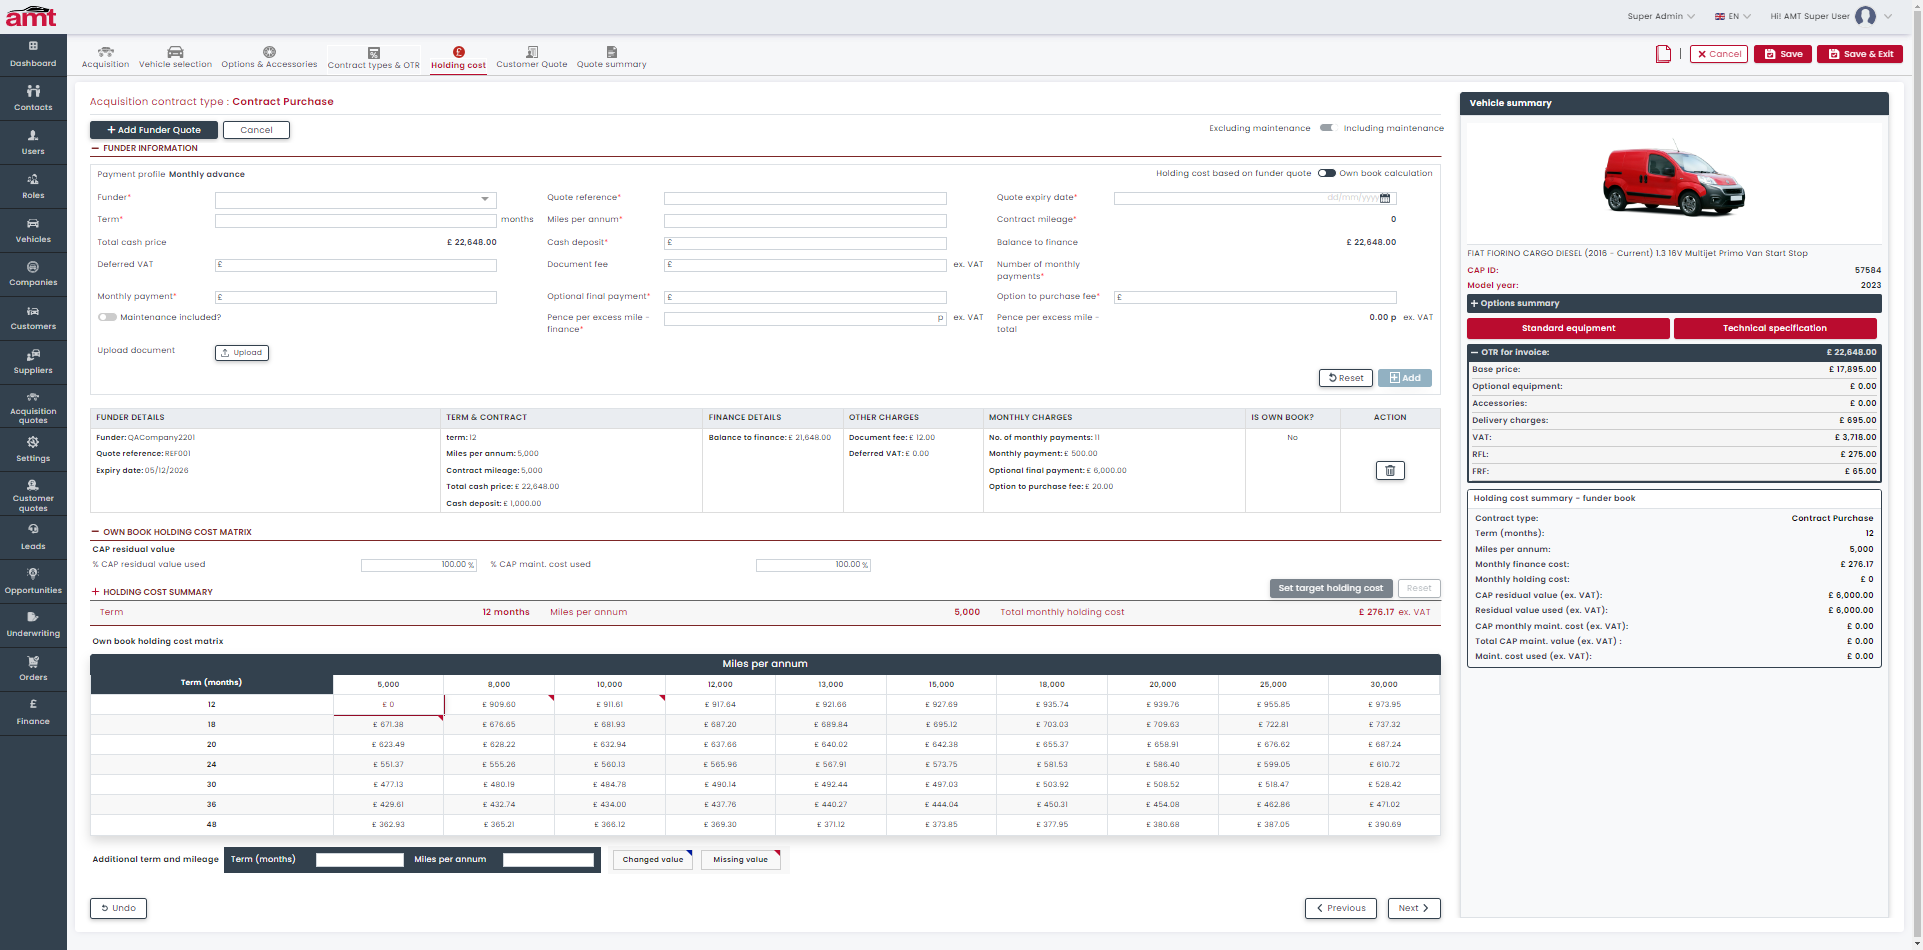 amt
Super Admin
EN
Hi! AMT Super User
Dashboard
Contacts
Users
Roles
Vehicles
Companies
Customers
Suppliers
Acquisition quotes
Settings
Customer quotes
Leads
Opportunities
Underwriting
Orders
Finance
Acquisition Vehicle selection Options & Accessories Contract types & OTR Holding cost Customer Quote Quote summary
Cancel Save Save & Exit
Acquisition contract type : Contract Purchase
+ Add Funder Quote Cancel
Excluding maintenance Including maintenance
FUNDER INFORMATION
Payment profile Monthly advance
Holding cost based on funder quote Own book calculation
Funder* Quote reference* Quote expiry date* dd/mm/yyyy
Term* months Miles per annum* Contract mileage* 0
Total cash price £ 22,648.00 Cash deposit* £ Balance to finance £ 22,648.00
Deferred VAT £ Document fee £ ex. VAT Number of monthly payments*
Monthly payment* £ Optional final payment* £ Option to purchase fee* £
Maintenance included? Pence per excess mile - finance* p ex. VAT Pence per excess mile - total 0.00 p ex. VAT
Upload document Upload
Reset Add
FUNDER DETAILS TERM & CONTRACT FINANCE DETAILS OTHER CHARGES MONTHLY CHARGES IS OWN BOOK? ACTION
Funder: QACompany2201 term: 12 Balance to finance: £ 21,648.00 Document fee: £ 12.00 No. of monthly payments: 11 No
Quote reference: REF001 Miles per annum: 5,000 Deferred VAT: £ 0.00 Monthly payment: £ 500.00
Expiry date: 05/12/2026 Contract mileage: 5,000 Optional final payment: £ 6,000.00
Total cash price: £ 22,648.00 Option to purchase fee: £ 20.00
Cash deposit: £ 1,000.00
OWN BOOK HOLDING COST MATRIX
CAP residual value
% CAP residual value used 100.00 % % CAP maint. cost used 100.00 %
HOLDING COST SUMMARY Set target holding cost Reset
Term 12 months Miles per annum 5,000 Total monthly holding cost £ 276.17 ex. VAT
Own book holding cost matrix
Miles per annum
Term (months) 5,000 8,000 10,000 12,000 13,000 15,000 18,000 20,000 25,000 30,000
12 £ 0 £ 909.60 £ 911.61 £ 917.64 £ 921.66 £ 927.69 £ 935.74 £ 939.76 £ 955.85 £ 973.95
18 £ 671.38 £ 676.65 £ 681.93 £ 687.20 £ 689.84 £ 695.12 £ 703.03 £ 709.63 £ 722.81 £ 737.32
20 £ 623.49 £ 628.22 £ 632.94 £ 637.66 £ 640.02 £ 642.38 £ 655.37 £ 658.91 £ 676.62 £ 687.24
24 £ 551.37 £ 555.26 £ 560.13 £ 565.96 £ 567.91 £ 573.75 £ 581.53 £ 586.40 £ 599.05 £ 610.72
30 £ 477.13 £ 480.19 £ 484.78 £ 490.14 £ 492.44 £ 497.03 £ 503.92 £ 508.52 £ 518.47 £ 528.42
36 £ 429.61 £ 432.74 £ 434.00 £ 437.76 £ 440.27 £ 444.04 £ 450.31 £ 454.08 £ 462.86 £ 471.02
48 £ 362.93 £ 365.21 £ 366.12 £ 369.30 £ 371.12 £ 373.85 £ 377.95 £ 380.68 £ 387.05 £ 390.69
Additional term and mileage Term (months) Miles per annum Changed value Missing value
Undo Previous Next
Vehicle summary
FIAT FIORINO CARGO DIESEL (2016 - Current) 1.3 16V Multijet Primo Van Start Stop
CAP ID: 57584
Model year: 2023
+ Options summary
Standard equipment Technical specification
OTR for invoice: £ 22,648.00
Base price: £ 17,895.00
Optional equipment: £ 0.00
Accessories: £ 0.00
Delivery charges: £ 695.00
VAT: £ 3,718.00
RFL: £ 275.00
FRF: £ 65.00
Holding cost summary - funder book
Contract type: Contract Purchase
Term (months): 12
Miles per annum: 5,000
Monthly finance cost: £ 276.17
Monthly holding cost: £ 0
CAP residual value (ex. VAT): £ 6,000.00
Residual value used (ex. VAT): £ 6,000.00
CAP monthly maint. cost (ex. VAT): £ 0.00
Total CAP maint. value (ex. VAT) : £ 0.00
Maint. cost used (ex. VAT): £ 0.00